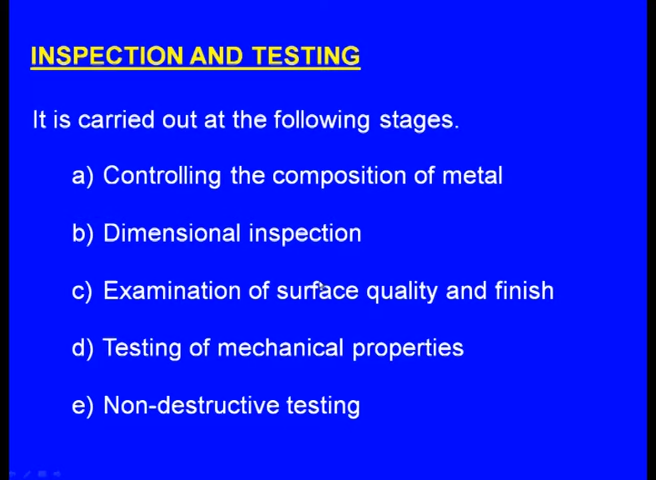 INSPECTION AND TESTING
It is carried out at the following stages.
a) Controlling the composition of metal
b) Dimensional inspection
c) Examination of surface quality and finish
d) Testing of mechanical properties
e) Non-destructive testing